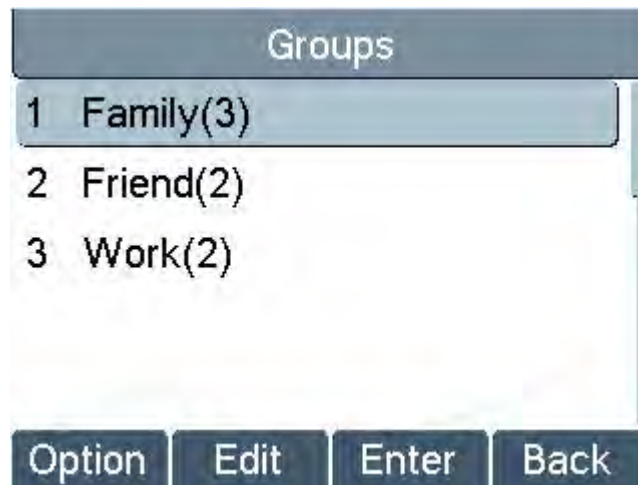 Groups
1 Family(3)
2 Friend(2)
3 Work(2)
Option Edit Enter Back